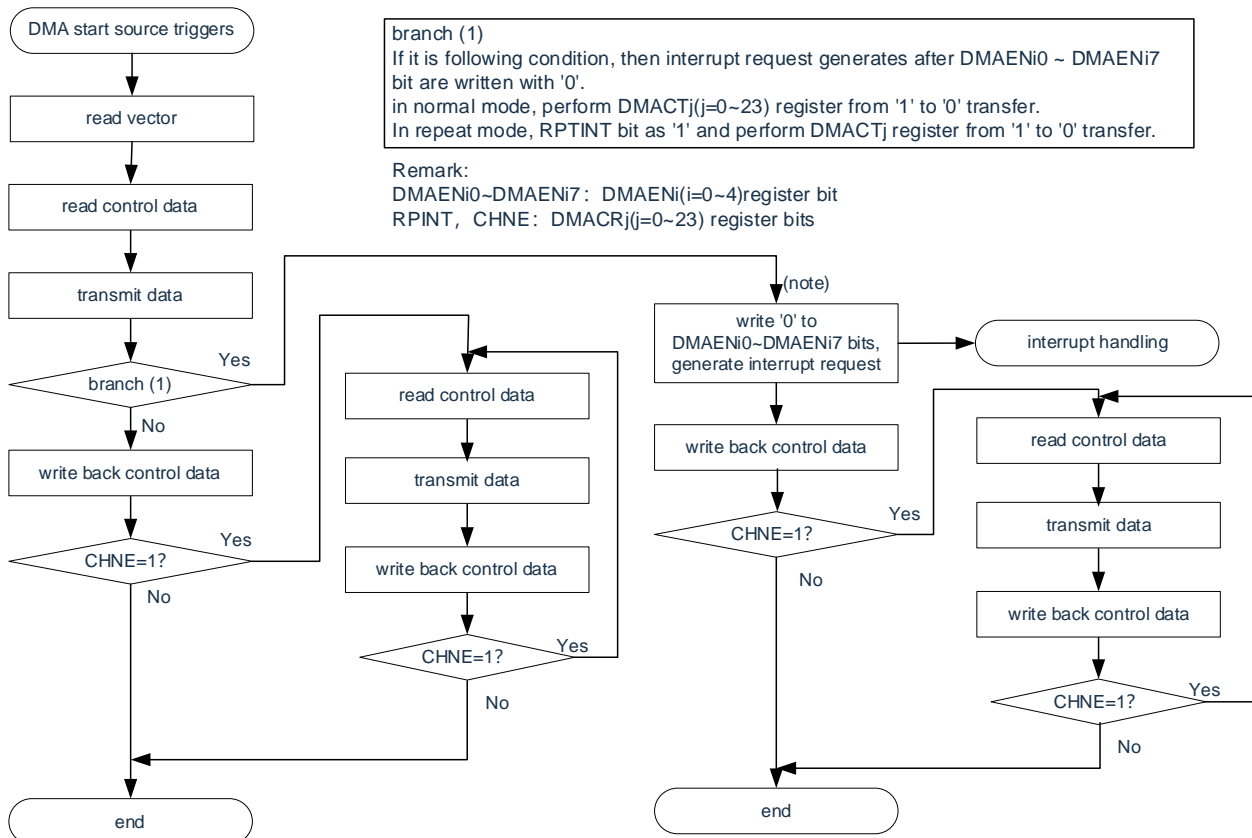 DMA start source triggers
read vector
read control data
transmit data
branch (1)
Yes
No
write back control data
CHNE=1?
Yes
No
end
branch (1)
If it is following condition, then interrupt request generates after DMAENi0 ~ DMAENi7
bit are written with '0'.
in normal mode, perform DMACTj(j=0~23) register from '1' to '0' transfer.
In repeat mode, RPTINT bit as '1' and perform DMACTj register from '1' to '0' transfer.
Remark:
DMAENi0~DMAENi7: DMAENi(i=0~4)register bit
RPINT, CHNE: DMACRj(j=0~23) register bits
read control data
transmit data
write back control data
CHNE=1?
Yes
No
(note)
write '0' to
DMAENi0~DMAENi7 bits,
generate interrupt request
interrupt handling
write back control data
CHNE=1?
Yes
No
read control data
transmit data
write back control data
CHNE=1?
Yes
No
end